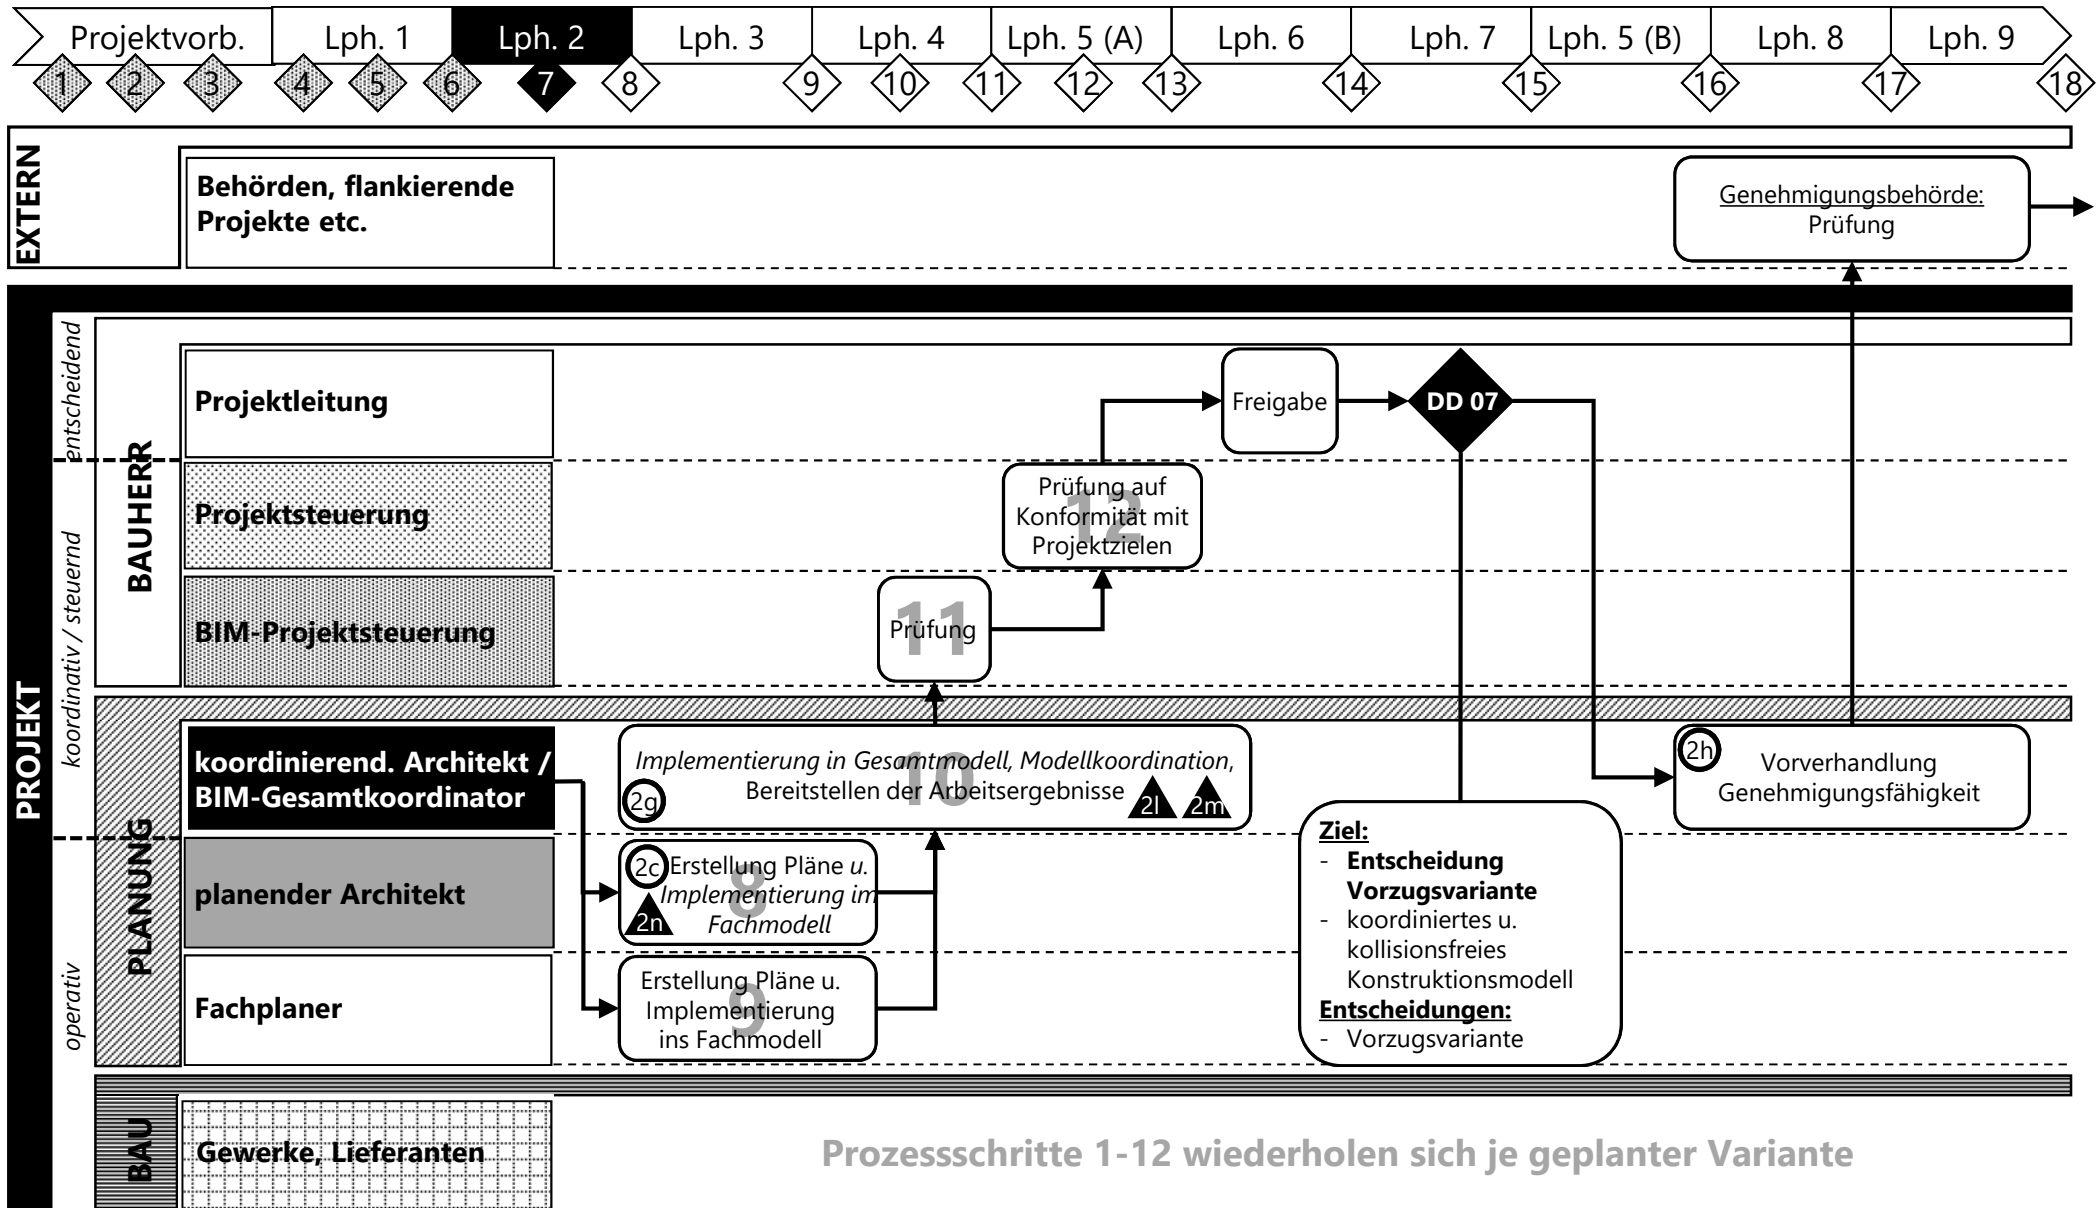 Projektvorb.
Lph. 1
Lph. 2
Lph. 3
Lph. 4
Lph. 5 (A)
Lph. 6
Lph. 7
Lph. 5 (B)
Lph. 8
Lph. 9
1
2
3
4
5
6
7
8
9
10
11
12
13
14
15
16
17
18
EXTERN
Behörden, flankierende
Projekte etc.
Genehmigungsbehörde:
Prüfung
PROJEKT
entscheidend
koordinativ / steuernd
operativ
BAUHERR
Projektleitung
Freigabe
DD 07
Projektsteuerung
12
Prüfung auf
Konformität mit
Projektzielen
BIM-Projektsteuerung
11
Prüfung
PLANUNG
koordinierend. Architekt /
BIM-Gesamtkoordinator
10
Implementierung in Gesamtmodell, Modellkoordination,
Bereitstellen der Arbeitsergebnisse
2g
2l
2m
2h
Vorverhandlung
Genehmigungsfähigkeit
planender Architekt
8
2c
Erstellung Pläne u.
Implementierung im
Fachmodell
2n
Fachplaner
9
Erstellung Pläne u.
Implementierung
ins Fachmodell
Ziel:
- Entscheidung
Vorzugsvariante
- koordiniertes u.
kollisionsfreies
Konstruktionsmodell
Entscheidungen:
- Vorzugsvariante
BAU
Gewerke, Lieferanten
Prozessschritte 1-12 wiederholen sich je geplanter Variante